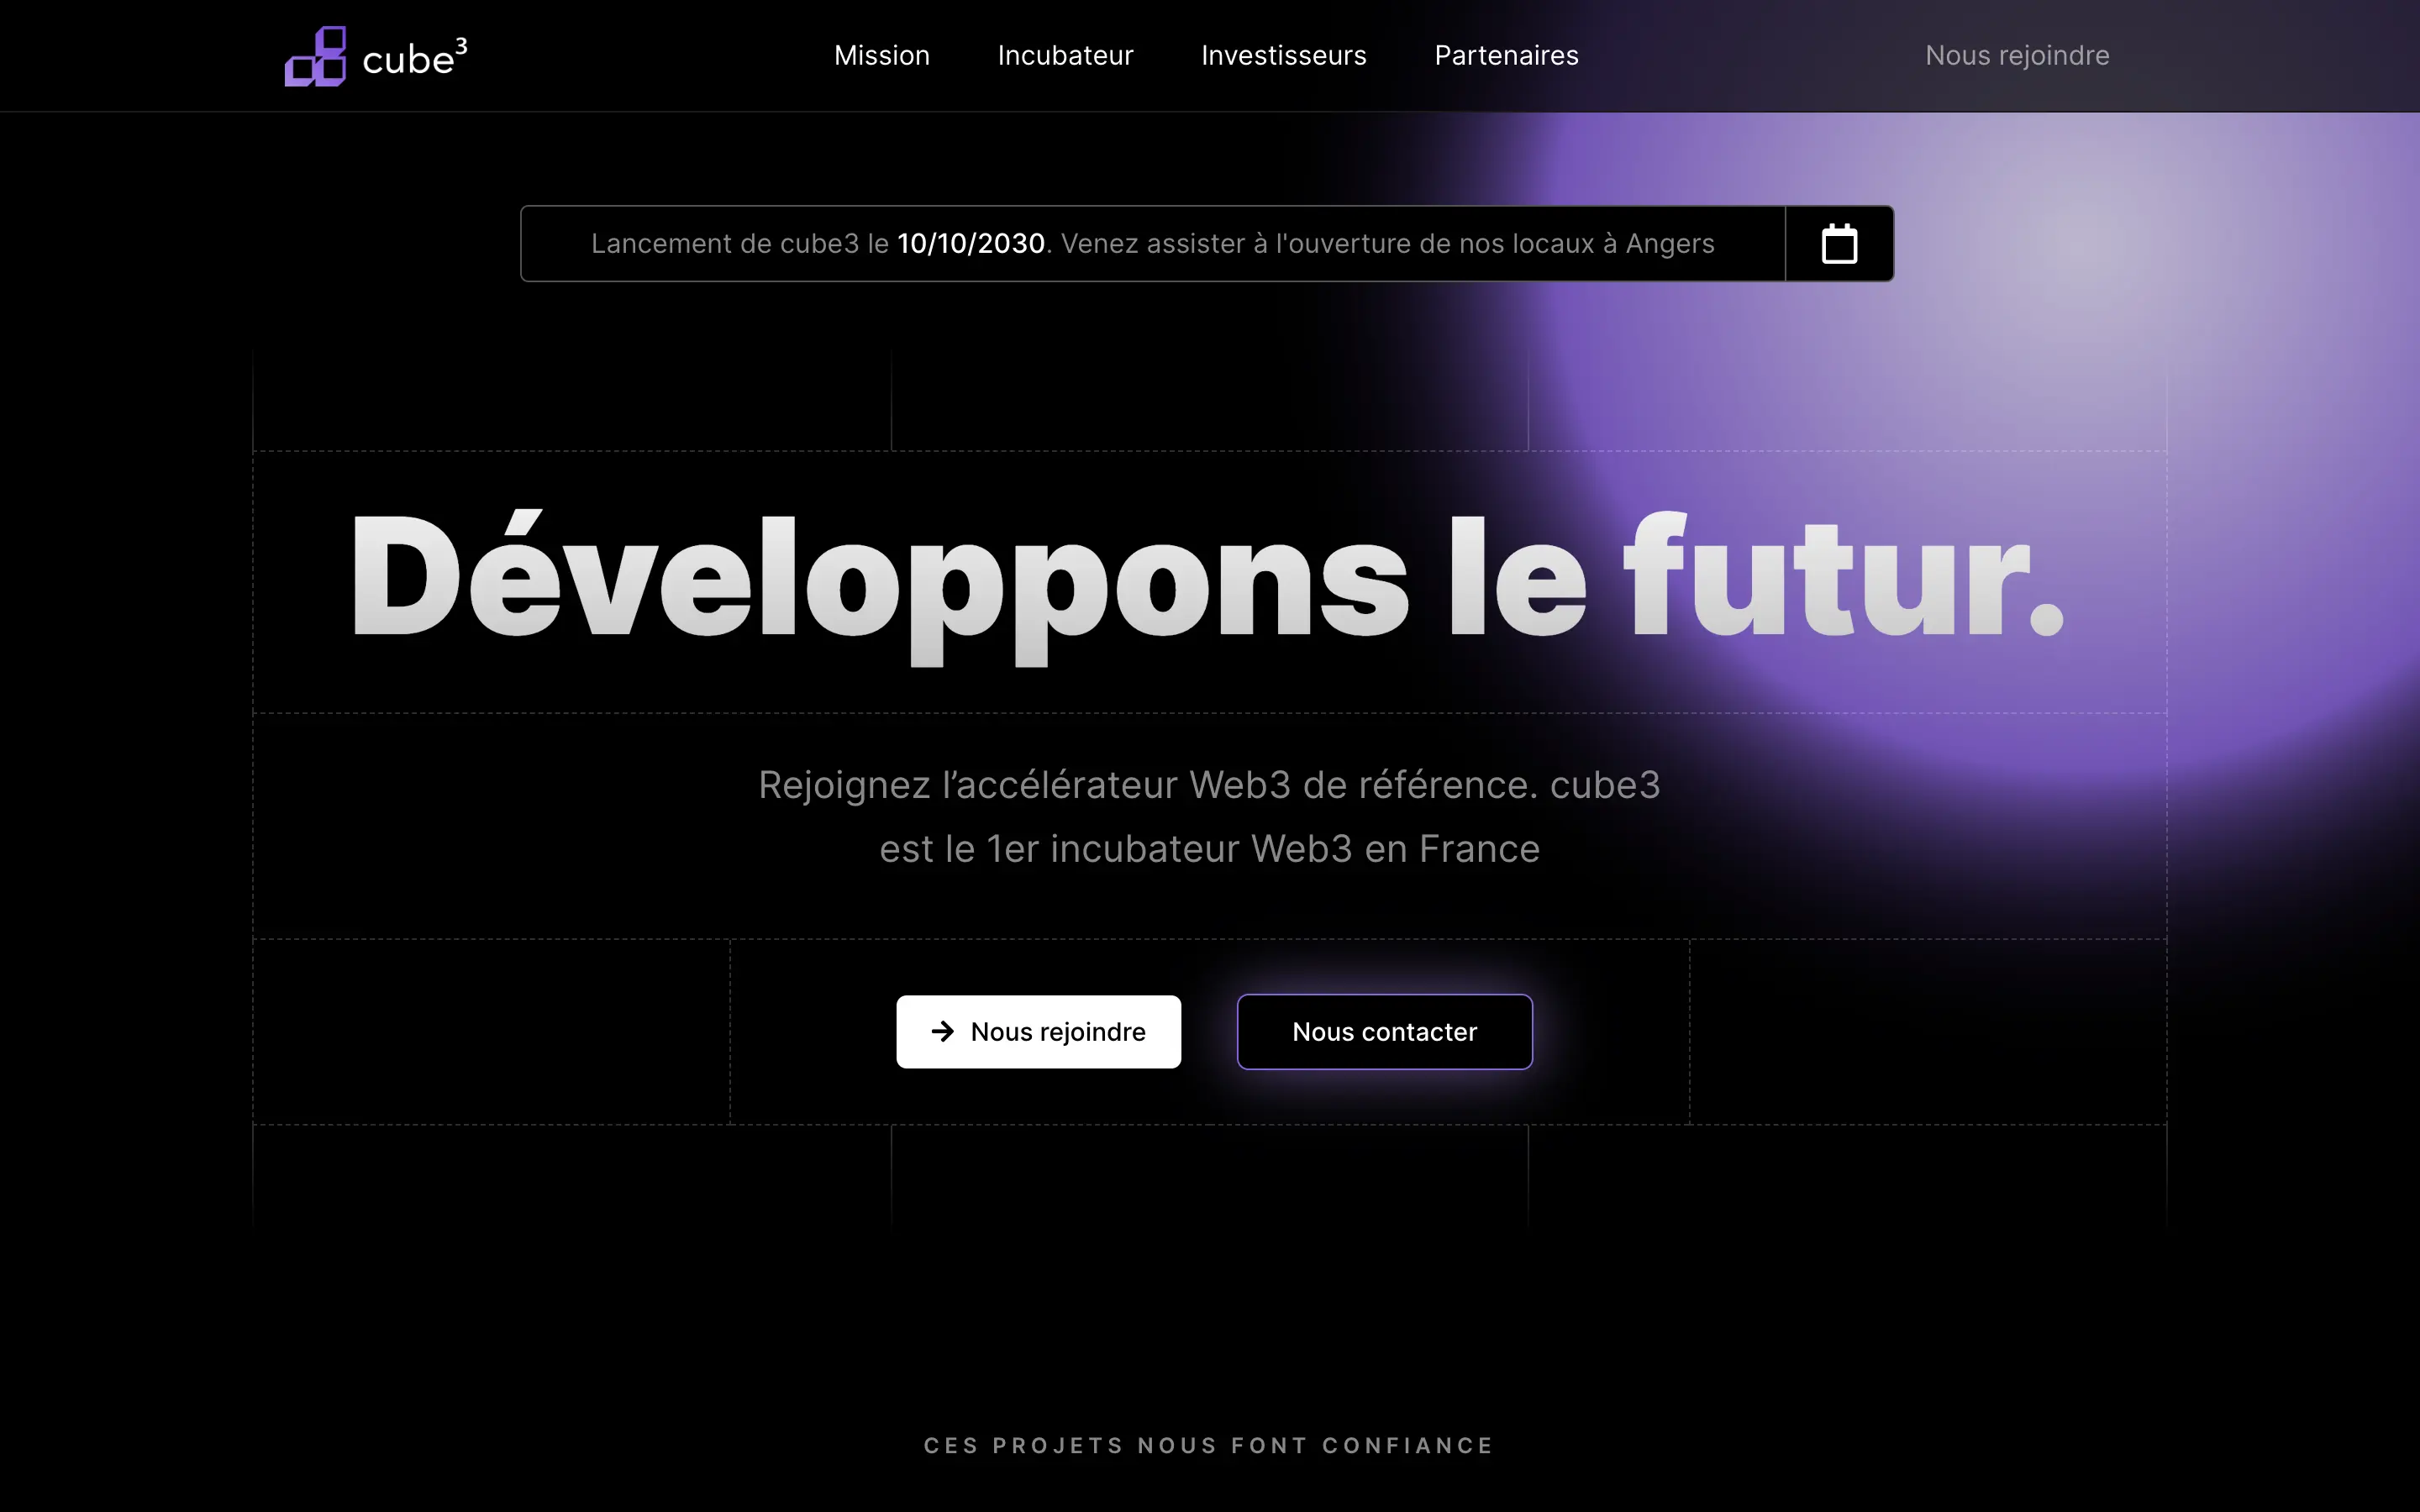 cube³
Mission
Incubateur
Investisseurs
Partenaires
Nous rejoindre
Lancement de cube3 le 10/10/2030. Venez assister à l'ouverture de nos locaux à Angers
Développons le futur.
Rejoignez l’accélérateur Web3 de référence. cube3
est le 1er incubateur Web3 en France
Nous rejoindre
Nous contacter
CES PROJETS NOUS FONT CONFIANCE